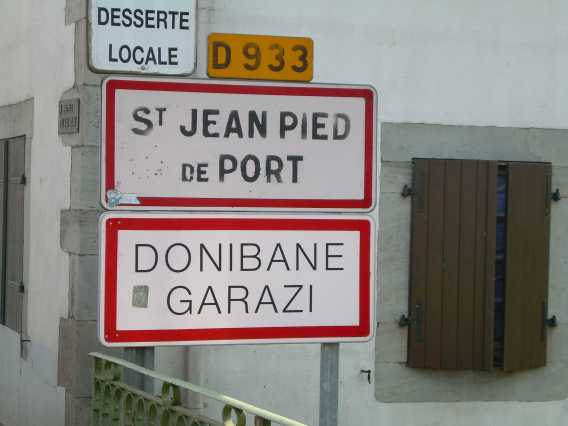 DESSERTE
LOCALE
D 933
ST JEAN PIED
DE PORT
DONIBANE
GARAZI